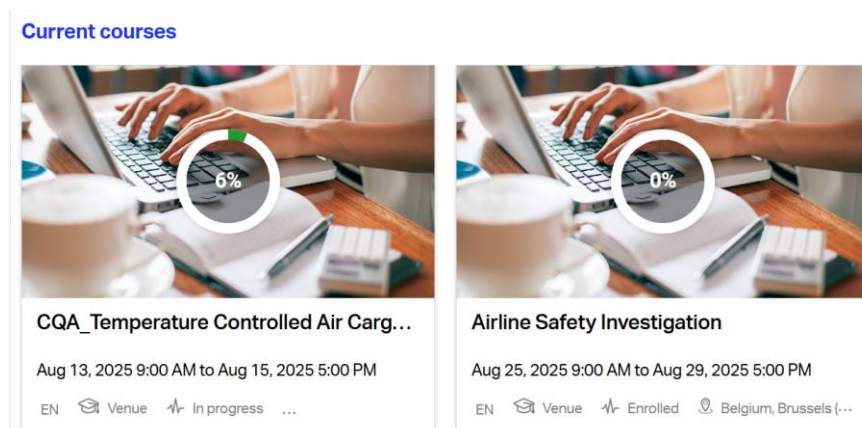 Current courses
6%
0%
CQA_Temperature Controlled Air Carg...
Airline Safety Investigation
Aug 13, 2025 9:00 AM to Aug 15, 2025 5:00 PM
Aug 25, 2025 9:00 AM to Aug 29, 2025 5:00 PM
EN Venue In progress ...
EN Venue Enrolled Belgium, Brussels (...